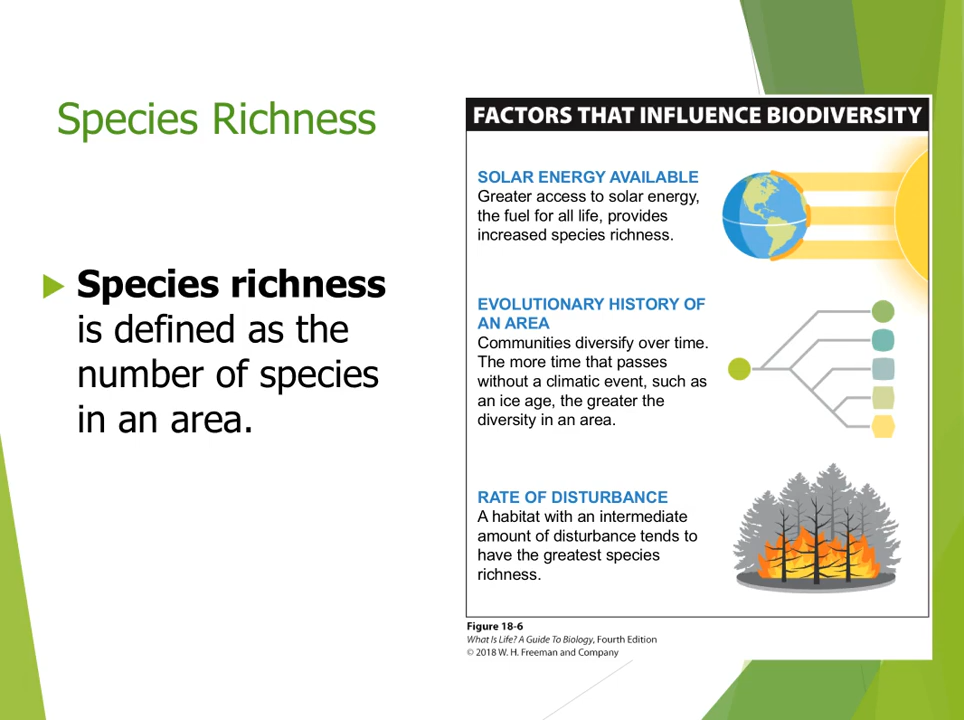 Species Richness
Species richness
is defined as the
number of species
in an area.
FACTORS THAT INFLUENCE BIODIVERSITY
SOLAR ENERGY AVAILABLE
Greater access to solar energy,
the fuel for all life, provides
increased species richness.
EVOLUTIONARY HISTORY OF
AN AREA
Communities diversify over time.
The more time that passes
without a climatic event, such as
an ice age, the greater the
diversity in an area.
RATE OF DISTURBANCE
A habitat with an intermediate
amount of disturbance tends to
have the greatest species
richness.
Figure 18-6
What Is Life? A Guide To Biology, Fourth Edition
© 2018 W. H. Freeman and Company